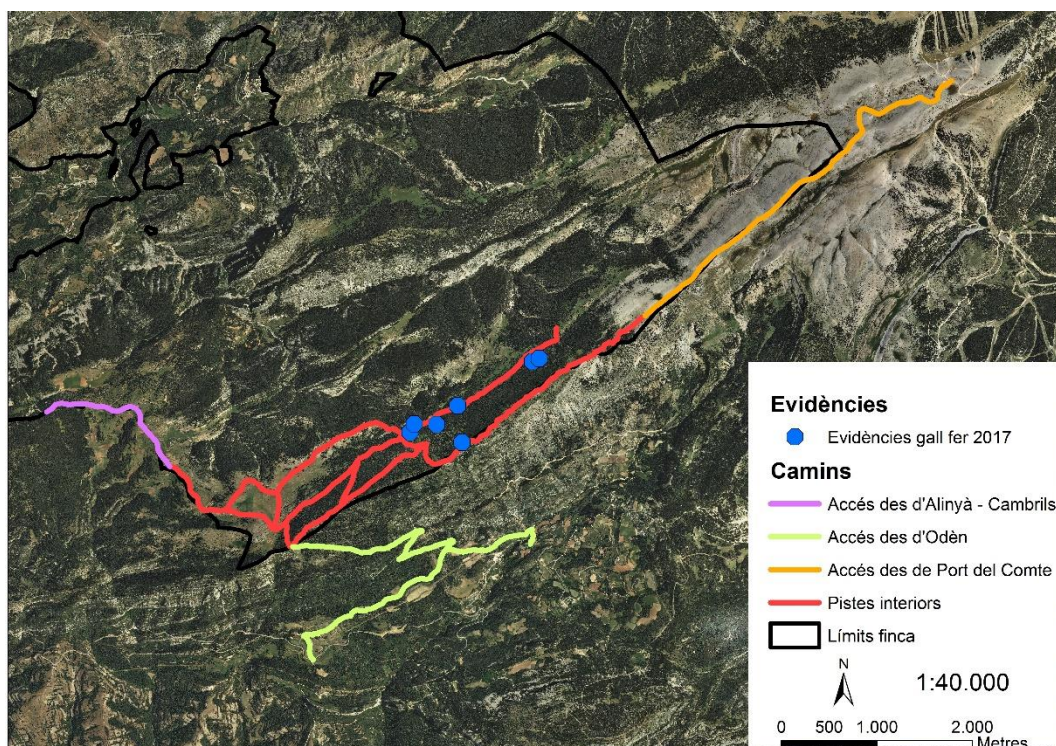 Evidències
Evidències gall fer 2017
Camins
Accés des d'Alinyà - Cambrils
Accés des d'Odèn
Accés des de Port del Comte
Pistes interiors
Límits finca
N
1:40.000
0 500 1.000 2.000
Metres